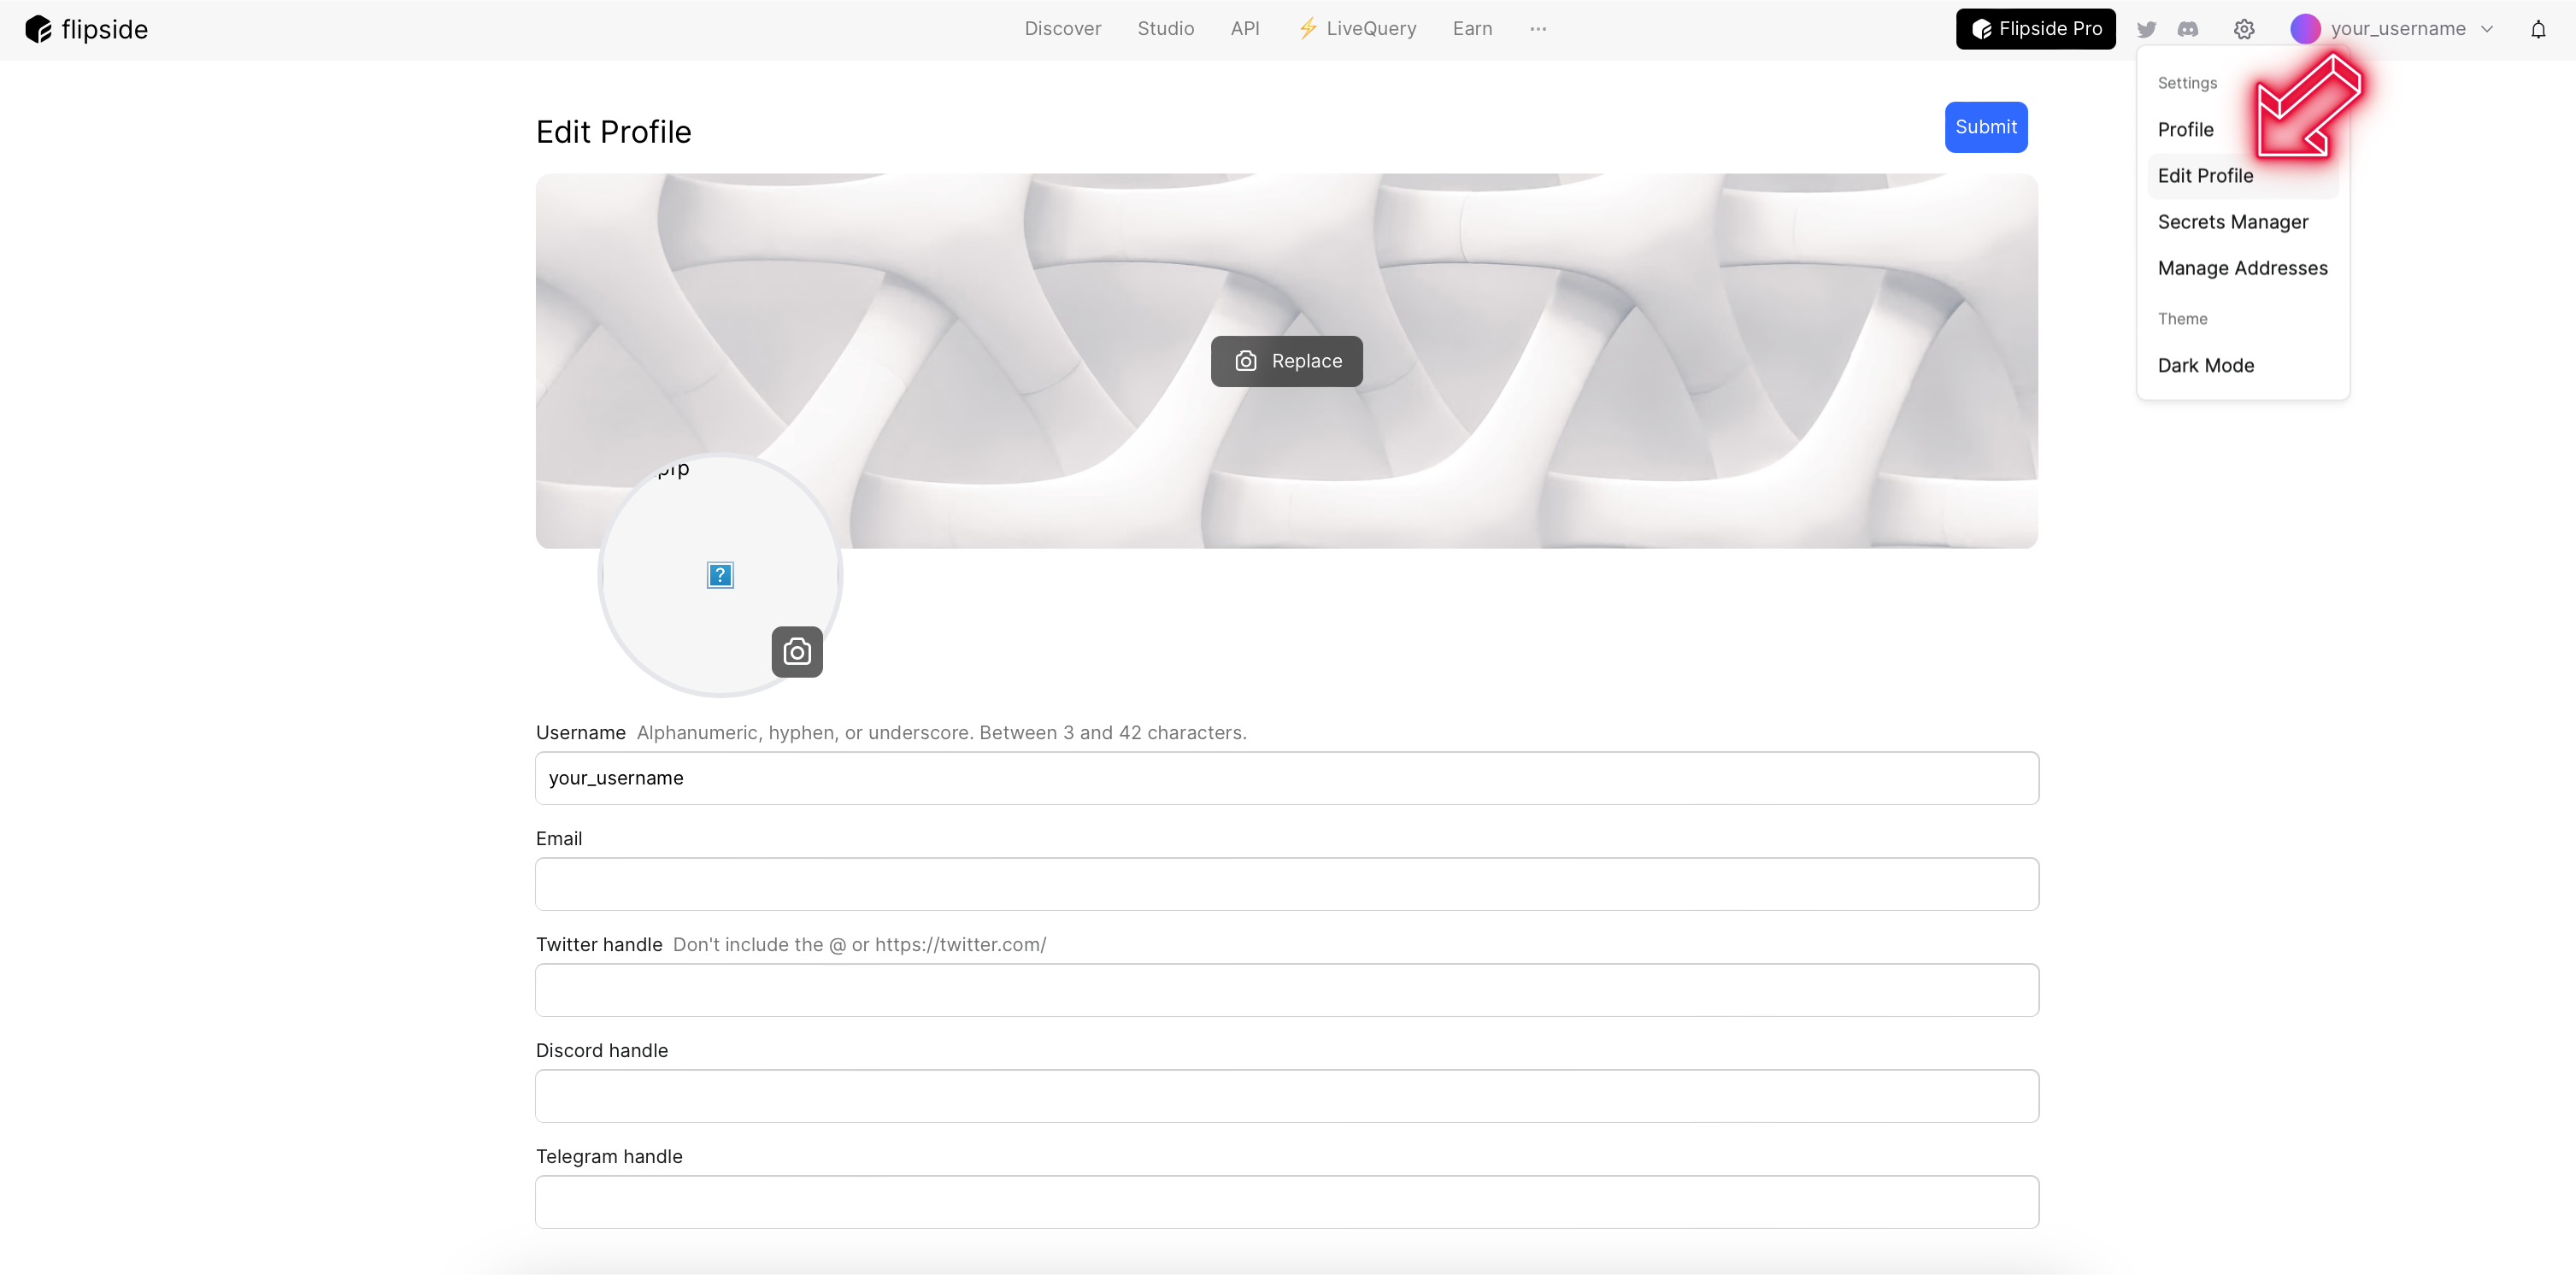 flipside
Discover Studio API ⚡ LiveQuery Earn ...
Flipside Pro
your_username
Settings
Profile
Edit Profile
Secrets Manager
Manage Addresses
Theme
Dark Mode
Edit Profile
Submit
Replace
?
Username Alphanumeric, hyphen, or underscore. Between 3 and 42 characters.
your_username
Email
Twitter handle Don't include the @ or https://twitter.com/
Discord handle
Telegram handle